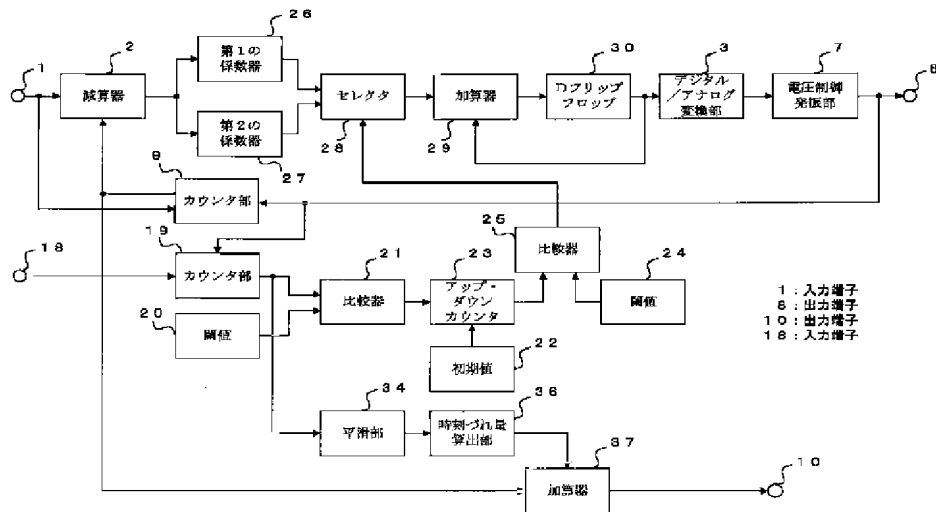 26
2
第1の
係数器
30
3
7
1
減算器
セレクタ
加算器
Dフリップ
フロップ
デジタル
/アナログ
変換部
電圧制御
発振部
8
第2の
係数器
28
29
27
9
カウンタ部
25
19
18
21
23
比較器
24
カウンタ部
比較器
アップ・
ダウン
カウンタ
閾値
20
閾値
22
初期値
1:入力端子
8:出力端子
10:出力端子
18:入力端子
34
36
平滑部
時刻づれ量
算出部
37
10
加算器